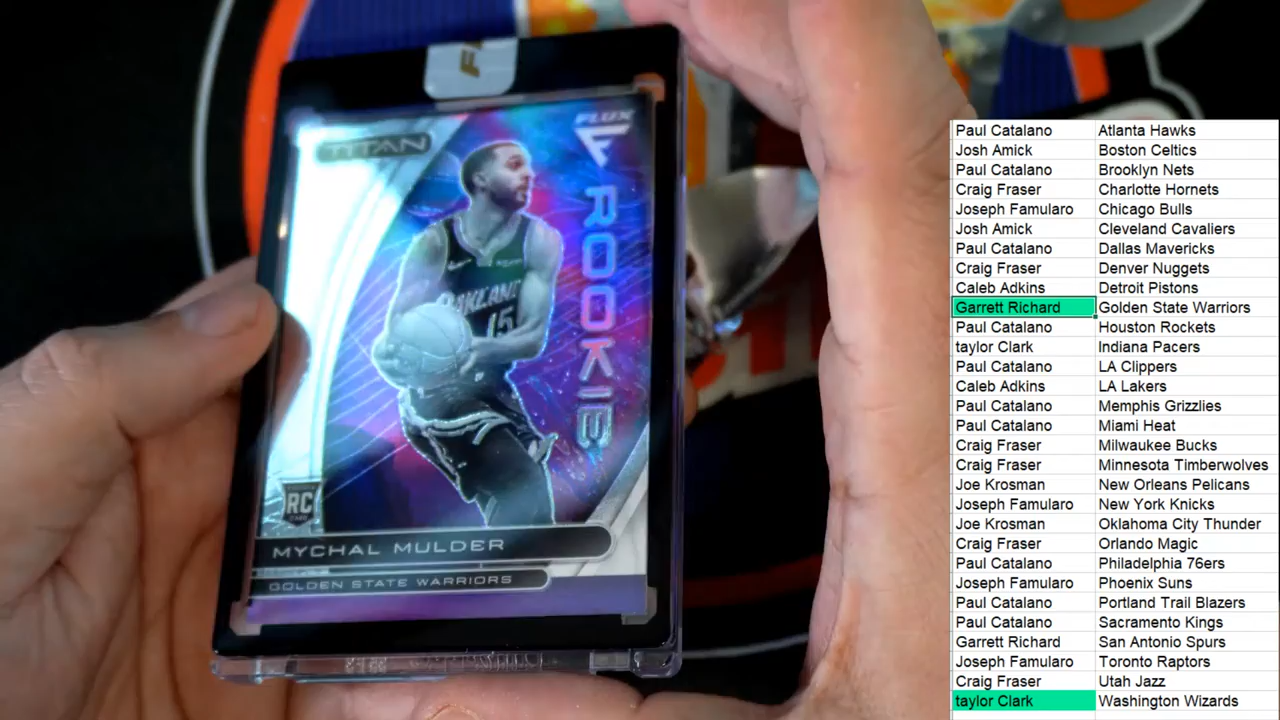 TITAN
FLUX
ROOKIE
OAKLAND
15
RC
MYCHAL MULDER
GOLDEN STATE WARRIORS
Paul Catalano Atlanta Hawks
Josh Amick Boston Celtics
Paul Catalano Brooklyn Nets
Craig Fraser Charlotte Hornets
Joseph Famularo Chicago Bulls
Josh Amick Cleveland Cavaliers
Paul Catalano Dallas Mavericks
Craig Fraser Denver Nuggets
Caleb Adkins Detroit Pistons
Garrett Richard Golden State Warriors
Paul Catalano Houston Rockets
taylor Clark Indiana Pacers
Paul Catalano LA Clippers
Caleb Adkins LA Lakers
Paul Catalano Memphis Grizzlies
Paul Catalano Miami Heat
Craig Fraser Milwaukee Bucks
Craig Fraser Minnesota Timberwolves
Joe Krosman New Orleans Pelicans
Joseph Famularo New York Knicks
Joe Krosman Oklahoma City Thunder
Craig Fraser Orlando Magic
Paul Catalano Philadelphia 76ers
Joseph Famularo Phoenix Suns
Paul Catalano Portland Trail Blazers
Paul Catalano Sacramento Kings
Garrett Richard San Antonio Spurs
Joseph Famularo Toronto Raptors
Craig Fraser Utah Jazz
taylor Clark Washington Wizards